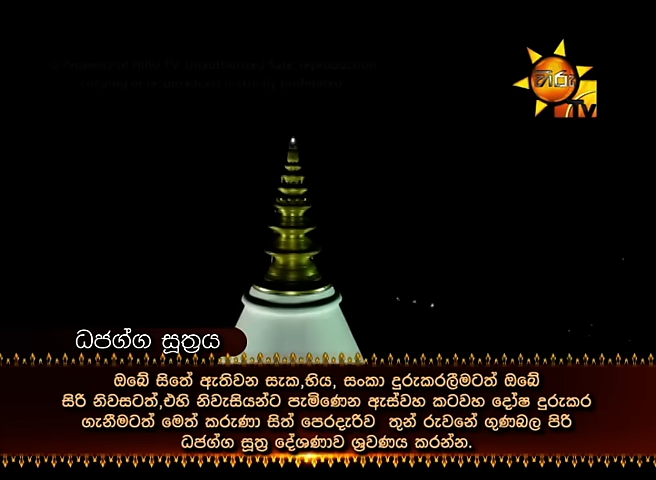 හිරු
TV
ධජග්ග සූත්‍රය
ඔබේ සිතේ ඇතිවන සැක,භිය, සංකා දුරුකරලීමටත් ඔබේ
සිරි නිවසටත්,එහි නිවැසියන්ට පැමිණෙන ඇස්වහ කටවහ දෝෂ දුරුකර
ගැනීමටත් මෙත් කරුණා සිත් පෙරදැරිව තුන් රුවනේ ගුණබල පිරි
ධජග්ග සූත්‍ර දේශණාව ශ්‍රවණය කරන්න.